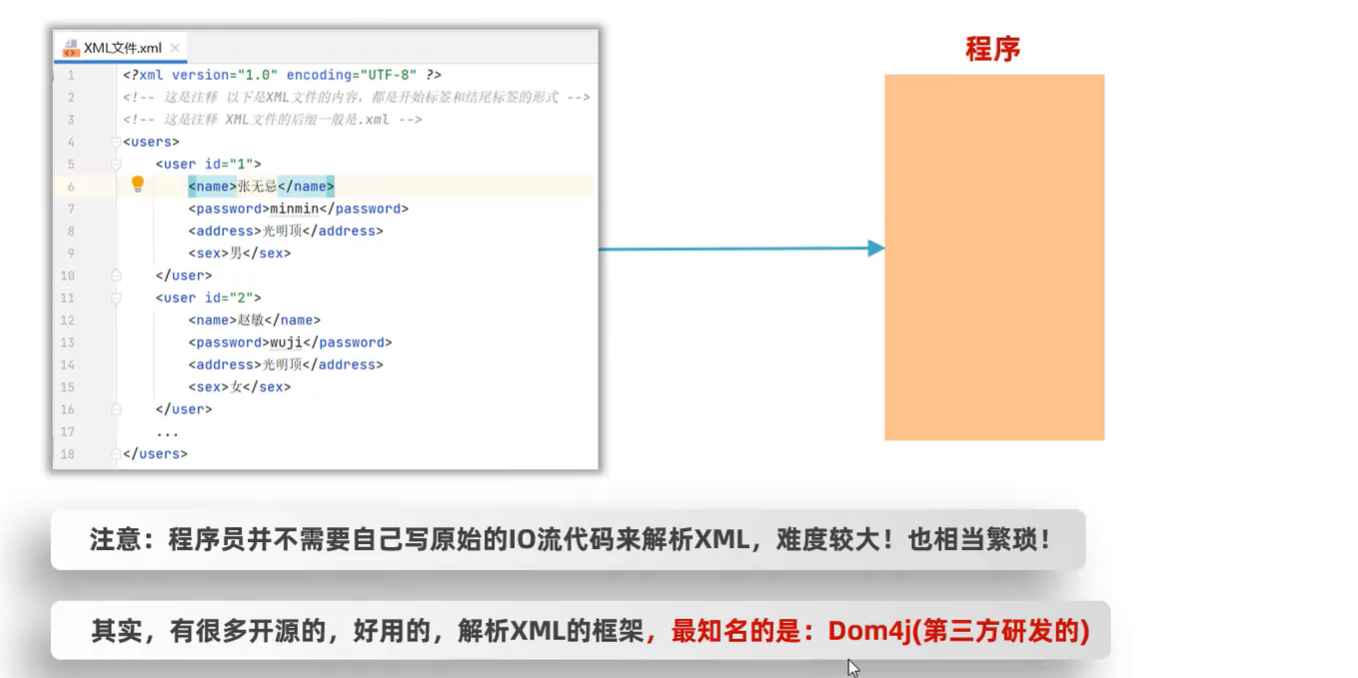 XML文件.xml
程序
1 <?xml version="1.0" encoding="UTF-8" ?>
2 <!-- 这是注释 以下是XML文件的内容，都是开始标签和结尾标签的形式 -->
3 <!-- 这是注释 XML文件的后缀一般是.xml -->
4 <users>
5 <user id="1">
6 <name>张无忌</name>
7 <password>minmin</password>
8 <address>光明顶</address>
9 <sex>男</sex>
10 </user>
11 <user id="2">
12 <name>赵敏</name>
13 <password>wuji</password>
14 <address>光明顶</address>
15 <sex>女</sex>
16 </user>
17 ...
18 </users>
注意：程序员并不需要自己写原始的IO流代码来解析XML，难度较大！也相当繁琐！
其实，有很多开源的，好用的，解析XML的框架，最知名的是：Dom4j(第三方研发的)